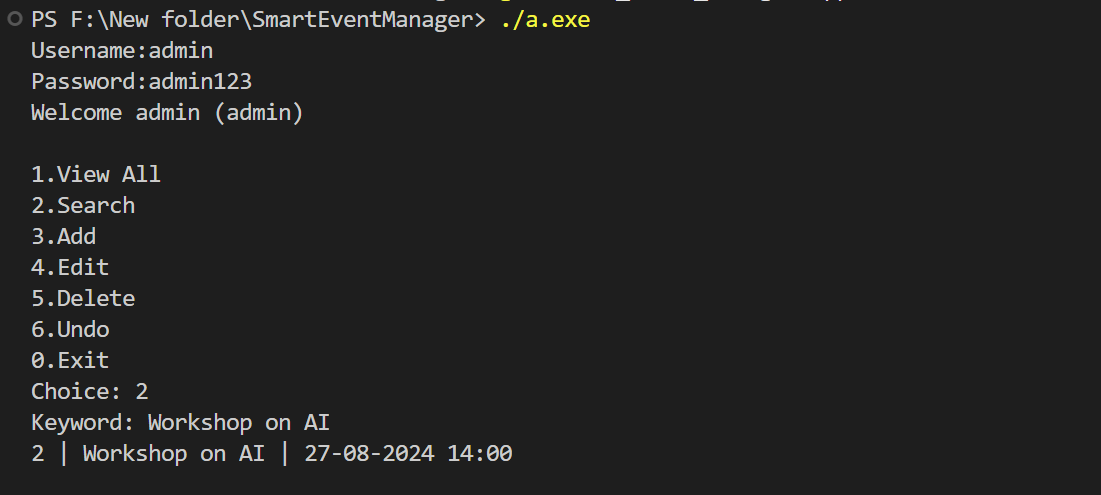 PS F:\New folder\SmartEventManager> ./a.exe
Username:admin
Password:admin123
Welcome admin (admin)
1.View All
2.Search
3.Add
4.Edit
5.Delete
6.Undo
0.Exit
Choice: 2
Keyword: Workshop on AI
2 | Workshop on AI | 27-08-2024 14:00